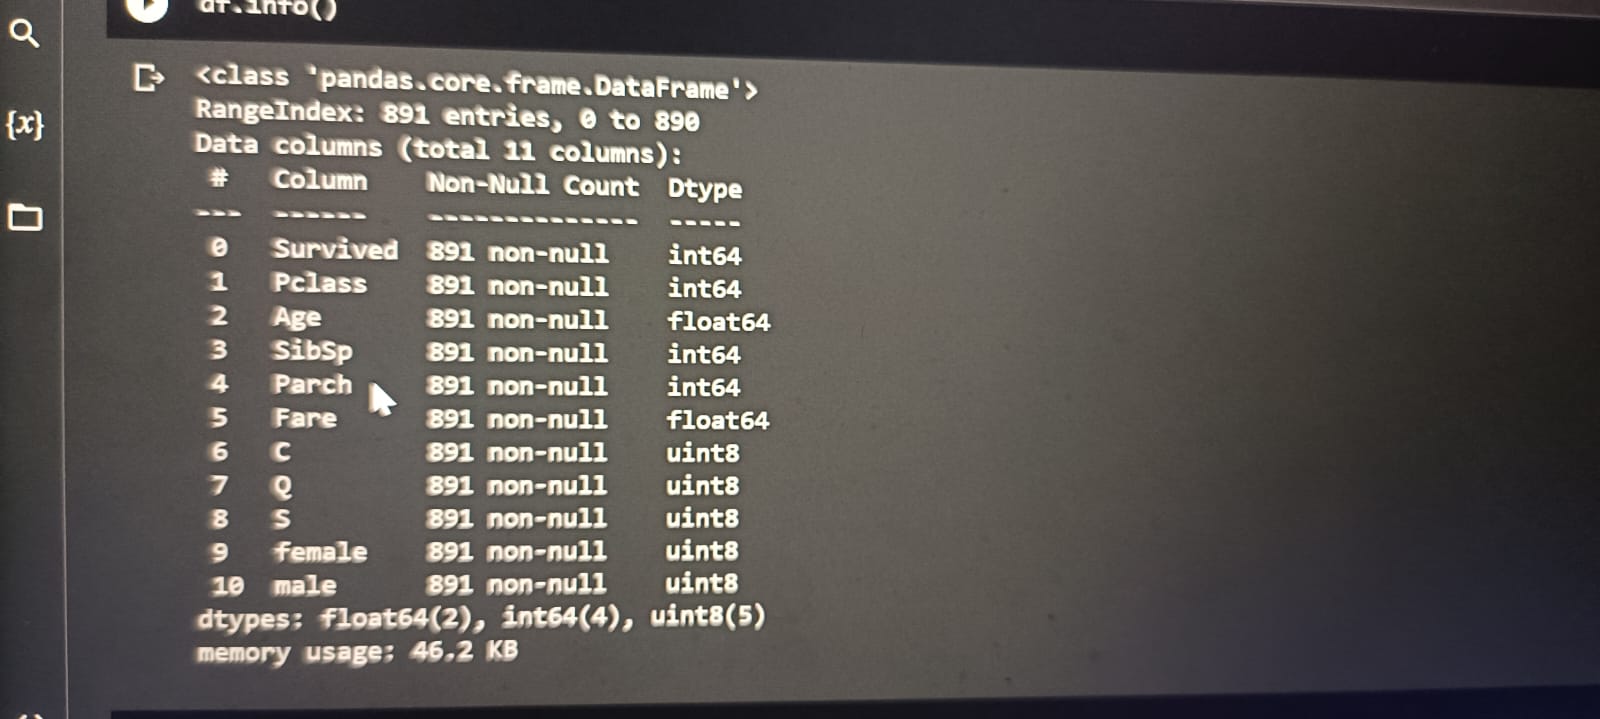 df.info()
{x}
<class 'pandas.core.frame.DataFrame'>
RangeIndex: 891 entries, 0 to 890
Data columns (total 11 columns):
#   Column    Non-Null Count  Dtype
---  ------    --------------  -----
0   Survived  891 non-null    int64
1   Pclass    891 non-null    int64
2   Age       891 non-null    float64
3   SibSp     891 non-null    int64
4   Parch     891 non-null    int64
5   Fare      891 non-null    float64
6   C         891 non-null    uint8
7   Q         891 non-null    uint8
8   S         891 non-null    uint8
9   female    891 non-null    uint8
10  male      891 non-null    uint8
dtypes: float64(2), int64(4), uint8(5)
memory usage: 46.2 KB